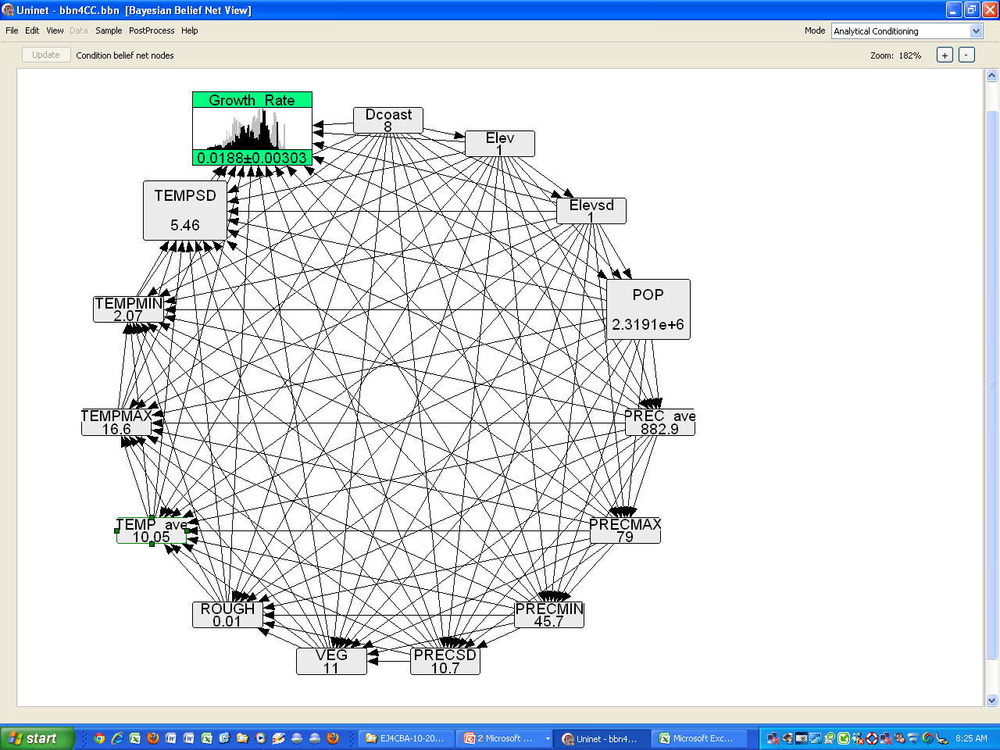 Uninet - bbn4CC.bbn  [Bayesian Belief Net View]
File Edit View Data Sample PostProcess Help
Mode Analytical Conditioning
Update Condition belief net nodes
Zoom: 182% + -
Growth Rate
0.0188±0.00303
Dcoast
8
Elev
1
Elevsd
1
TEMPSD
5.46
POP
2.3191e+6
TEMPMIN
2.07
TEMPMAX
16.6
PREC ave
882.9
TEMP ave
10.05
PRECMAX
79
ROUGH
0.01
PRECMIN
45.7
VEG
11
PRECSD
10.7
start
EJ4CBA-10-20...
2 Microsoft ...
Uninet - bbn4...
Microsoft Exc...
8:25 AM